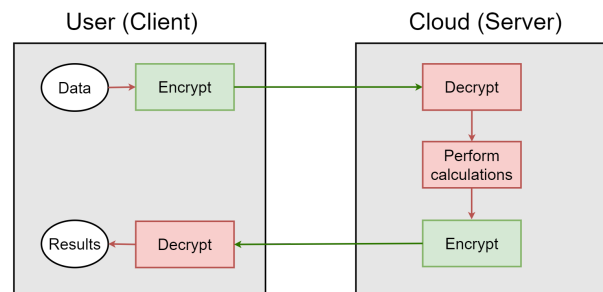 User (Client)
Cloud (Server)
Data
Encrypt
Decrypt
Perform
calculations
Results
Decrypt
Encrypt